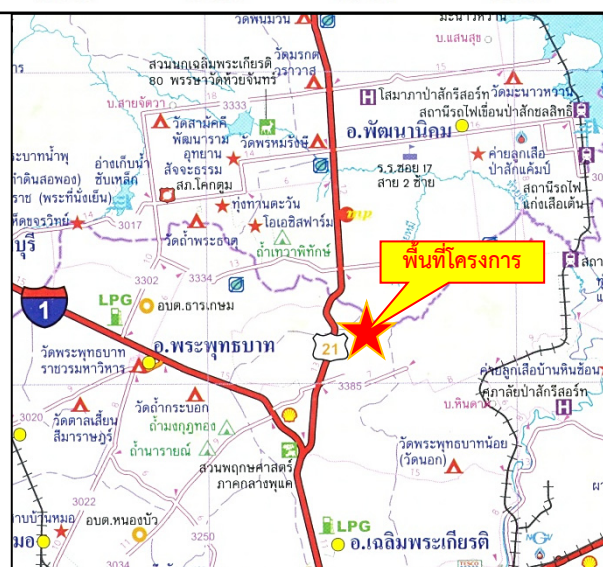 วัดพนมวน
มะนาวหวาน
บ.แสนสุข
สวนนกเฉลิมพระเกียรติ
80 พรรษาวัดห้วยจันทร์
วัดมรกต
วราวาส
15
18
3333
บ.สายจัตวา
โสมาภาป่าสักรีสอร์ท
วัดมะนาวหวาน
สถานีรถไฟเขื่อนป่าสักชลสิทธิ์
วัดสามัคคี
พัฒนาราม
อุทยาน
สัจจะธรรม
วัดพรหมรังษี
อ.พัฒนานิคม
ระบาทน้ำพุ
อ่างเก็บน้ำ
ซับเหล็ก
สภ.โคกตูม
ร.ร.ซอย 17
สาย 2 ซ้าย
ค่ายลูกเสือ
ป่าสักแค้มป์
สถานีรถไฟ
แก่งเสือเต้น
ทุ่งทานตะวัน
โอเอซิสฟาร์ม
3017
วัดถ้ำพระธาตุ
ถ้ำเทวาพิทักษ์
บุรี
3302
3334
พื้นที่โครงการ
1
LPG
อบต.ธารเกษม
อ.พระพุทธบาท
21
วัดพระพุทธบาท
ราชวรมหาวิหาร
3385
ค่ายลูกเสือบ้านหินซ้อน
ศุภาลัยป่าสักรีสอร์ท
บ.หินดาด
3020
วัดตาลเสี้ยน
สีมาราษฎร์
วัดถ้ำกระบอก
ถ้ำมงกุฎทอง
ถ้ำนารายณ์
สวนพฤกษศาสตร์
ภาคกลางพุแค
วัดพระพุทธบาทน้อย
(วัดนอก)
3022
อบต.หนองบัว
LPG
อ.เฉลิมพระเกียรติ
3034
3250
NGV